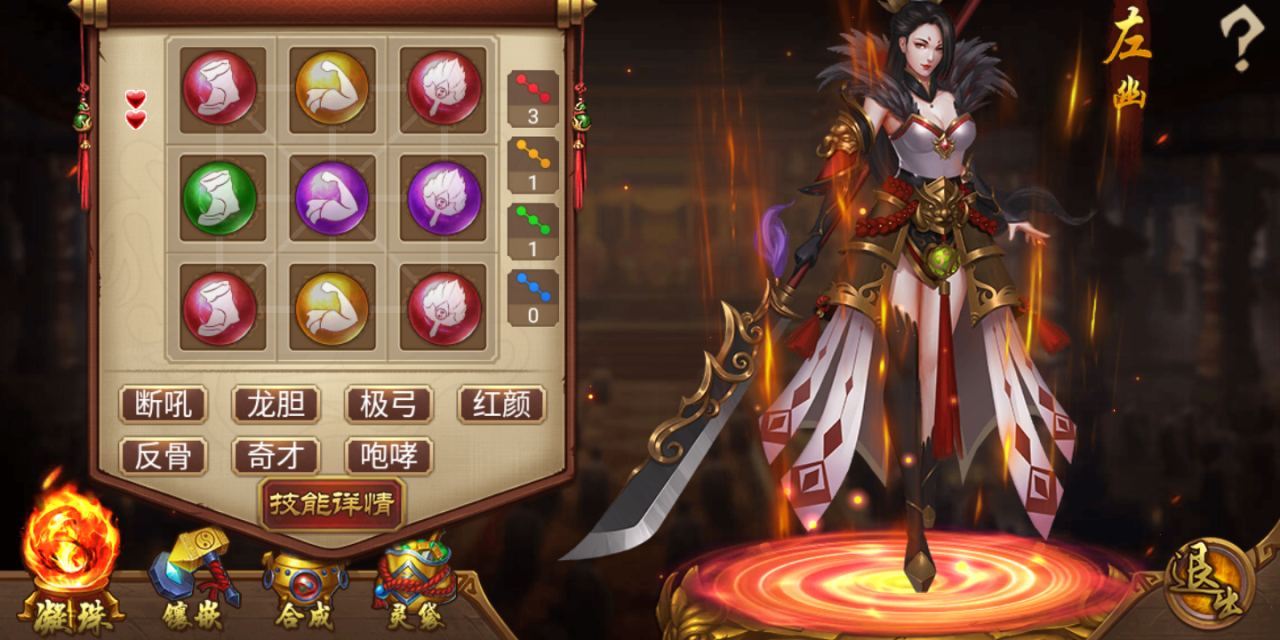 左幽
?
3
1
1
0
断吼 龙胆 极弓 红颜
反骨 奇才 咆哮
技能详情
凝珠 镶嵌 合成 灵袋
退出